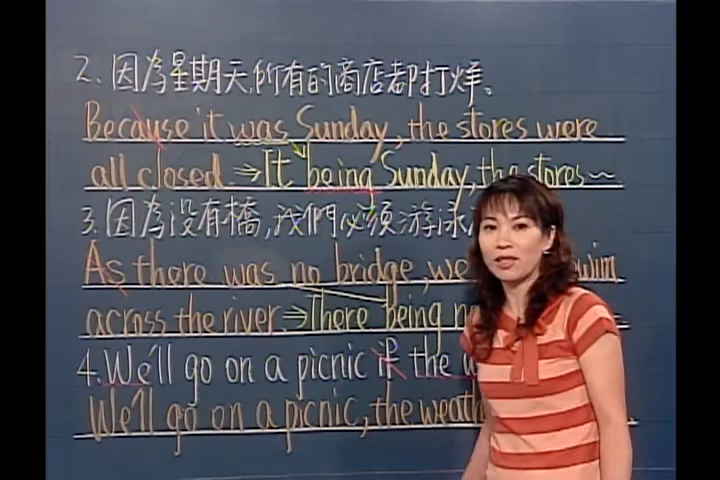 2. 因為星期天,所有的商店都打烊。
Because it was Sunday, the stores were
all closed. ⇒ It being Sunday, the stores~
3. 因為沒有橋,我們必須游泳
As there was no bridge, we
across the river. ⇒ There being
4. We'll go on a picnic if the
We'll go on a picnic, the